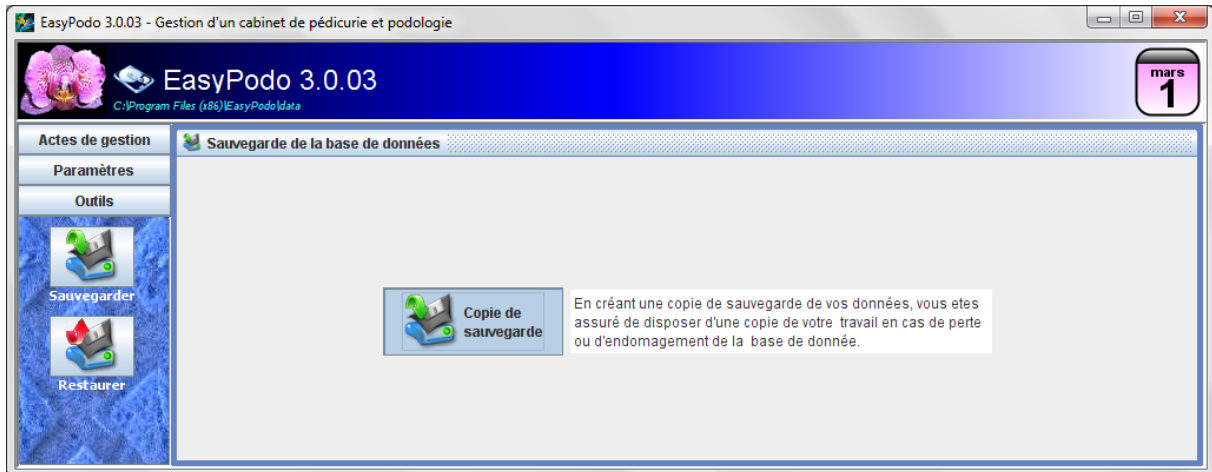 EasyPodo 3.0.03 - Gestion d'un cabinet de pédicurie et podologie
EasyPodo 3.0.03
C:\Program Files (x86)\EasyPodo\data
mars
1
Actes de gestion
Paramètres
Outils
Sauvegarder
Restaurer
Sauvegarde de la base de données
Copie de
sauvegarde
En créant une copie de sauvegarde de vos données, vous etes
assuré de disposer d'une copie de votre travail en cas de perte
ou d'endomagement de la base de donnée.